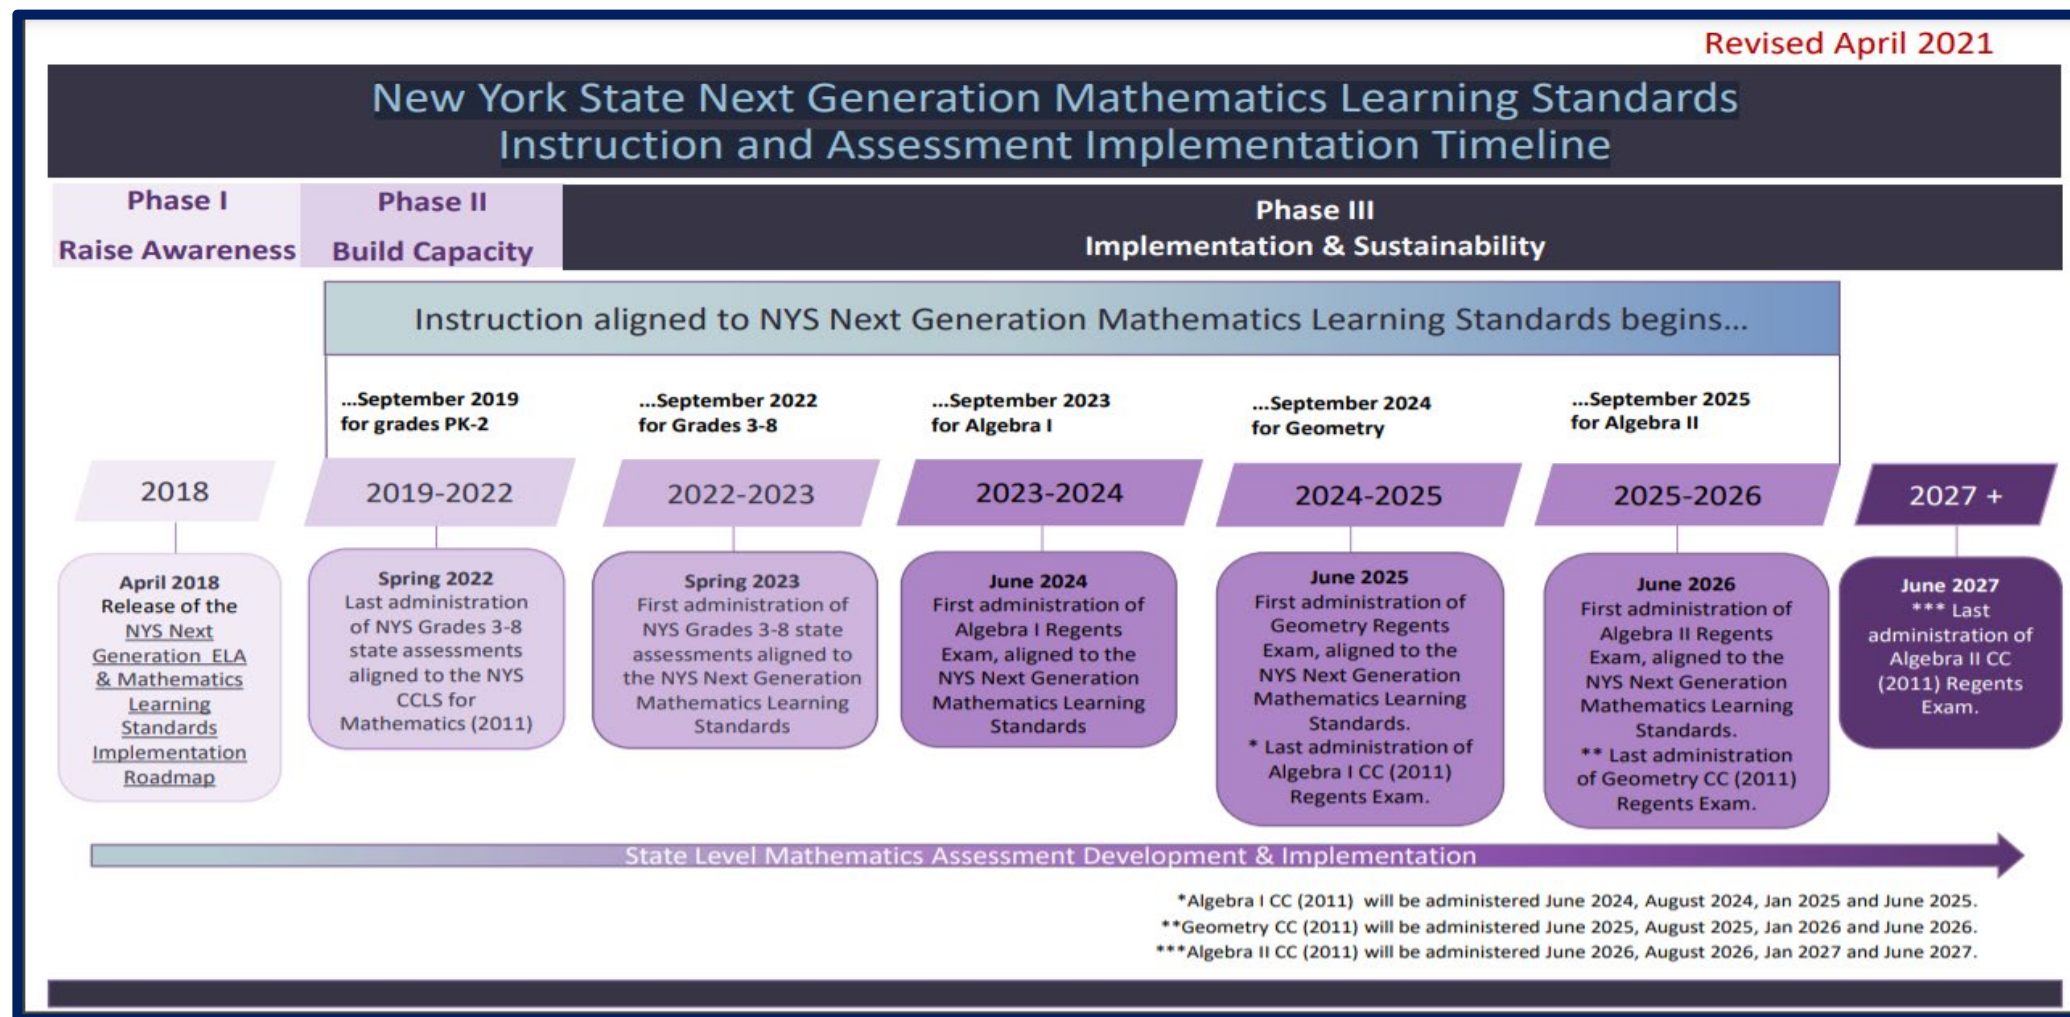 Revised April 2021
New York State Next Generation Mathematics Learning Standards
Instruction and Assessment Implementation Timeline
Phase I
Raise Awareness
Phase II
Build Capacity
Phase III
Implementation & Sustainability
Instruction aligned to NYS Next Generation Mathematics Learning Standards begins...
...September 2019
for grades PK-2
...September 2022
for Grades 3-8
...September 2023
for Algebra I
...September 2024
for Geometry
...September 2025
for Algebra II
2018
2019-2022
2022-2023
2023-2024
2024-2025
2025-2026
2027 +
April 2018
Release of the
NYS Next
Generation ELA
& Mathematics
Learning
Standards
Implementation
Roadmap
Spring 2022
Last administration
of NYS Grades 3-8
state assessments
aligned to the NYS
CCLS for
Mathematics (2011)
Spring 2023
First administration of
NYS Grades 3-8 state
assessments aligned to
the NYS Next Generation
Mathematics Learning
Standards
June 2024
First administration of
Algebra I Regents
Exam, aligned to the
NYS Next Generation
Mathematics Learning
Standards
June 2025
First administration of
Geometry Regents
Exam, aligned to the
NYS Next Generation
Mathematics Learning
Standards.
* Last administration of
Algebra I CC (2011)
Regents Exam.
June 2026
First administration of
Algebra II Regents
Exam, aligned to the
NYS Next Generation
Mathematics Learning
Standards.
** Last administration
of Geometry CC (2011)
Regents Exam.
June 2027
*** Last
administration of
Algebra II CC
(2011) Regents
Exam.
State Level Mathematics Assessment Development & Implementation
*Algebra I CC (2011) will be administered June 2024, August 2024, Jan 2025 and June 2025.
**Geometry CC (2011) will be administered June 2025, August 2025, Jan 2026 and June 2026.
***Algebra II CC (2011) will be administered June 2026, August 2026, Jan 2027 and June 2027.